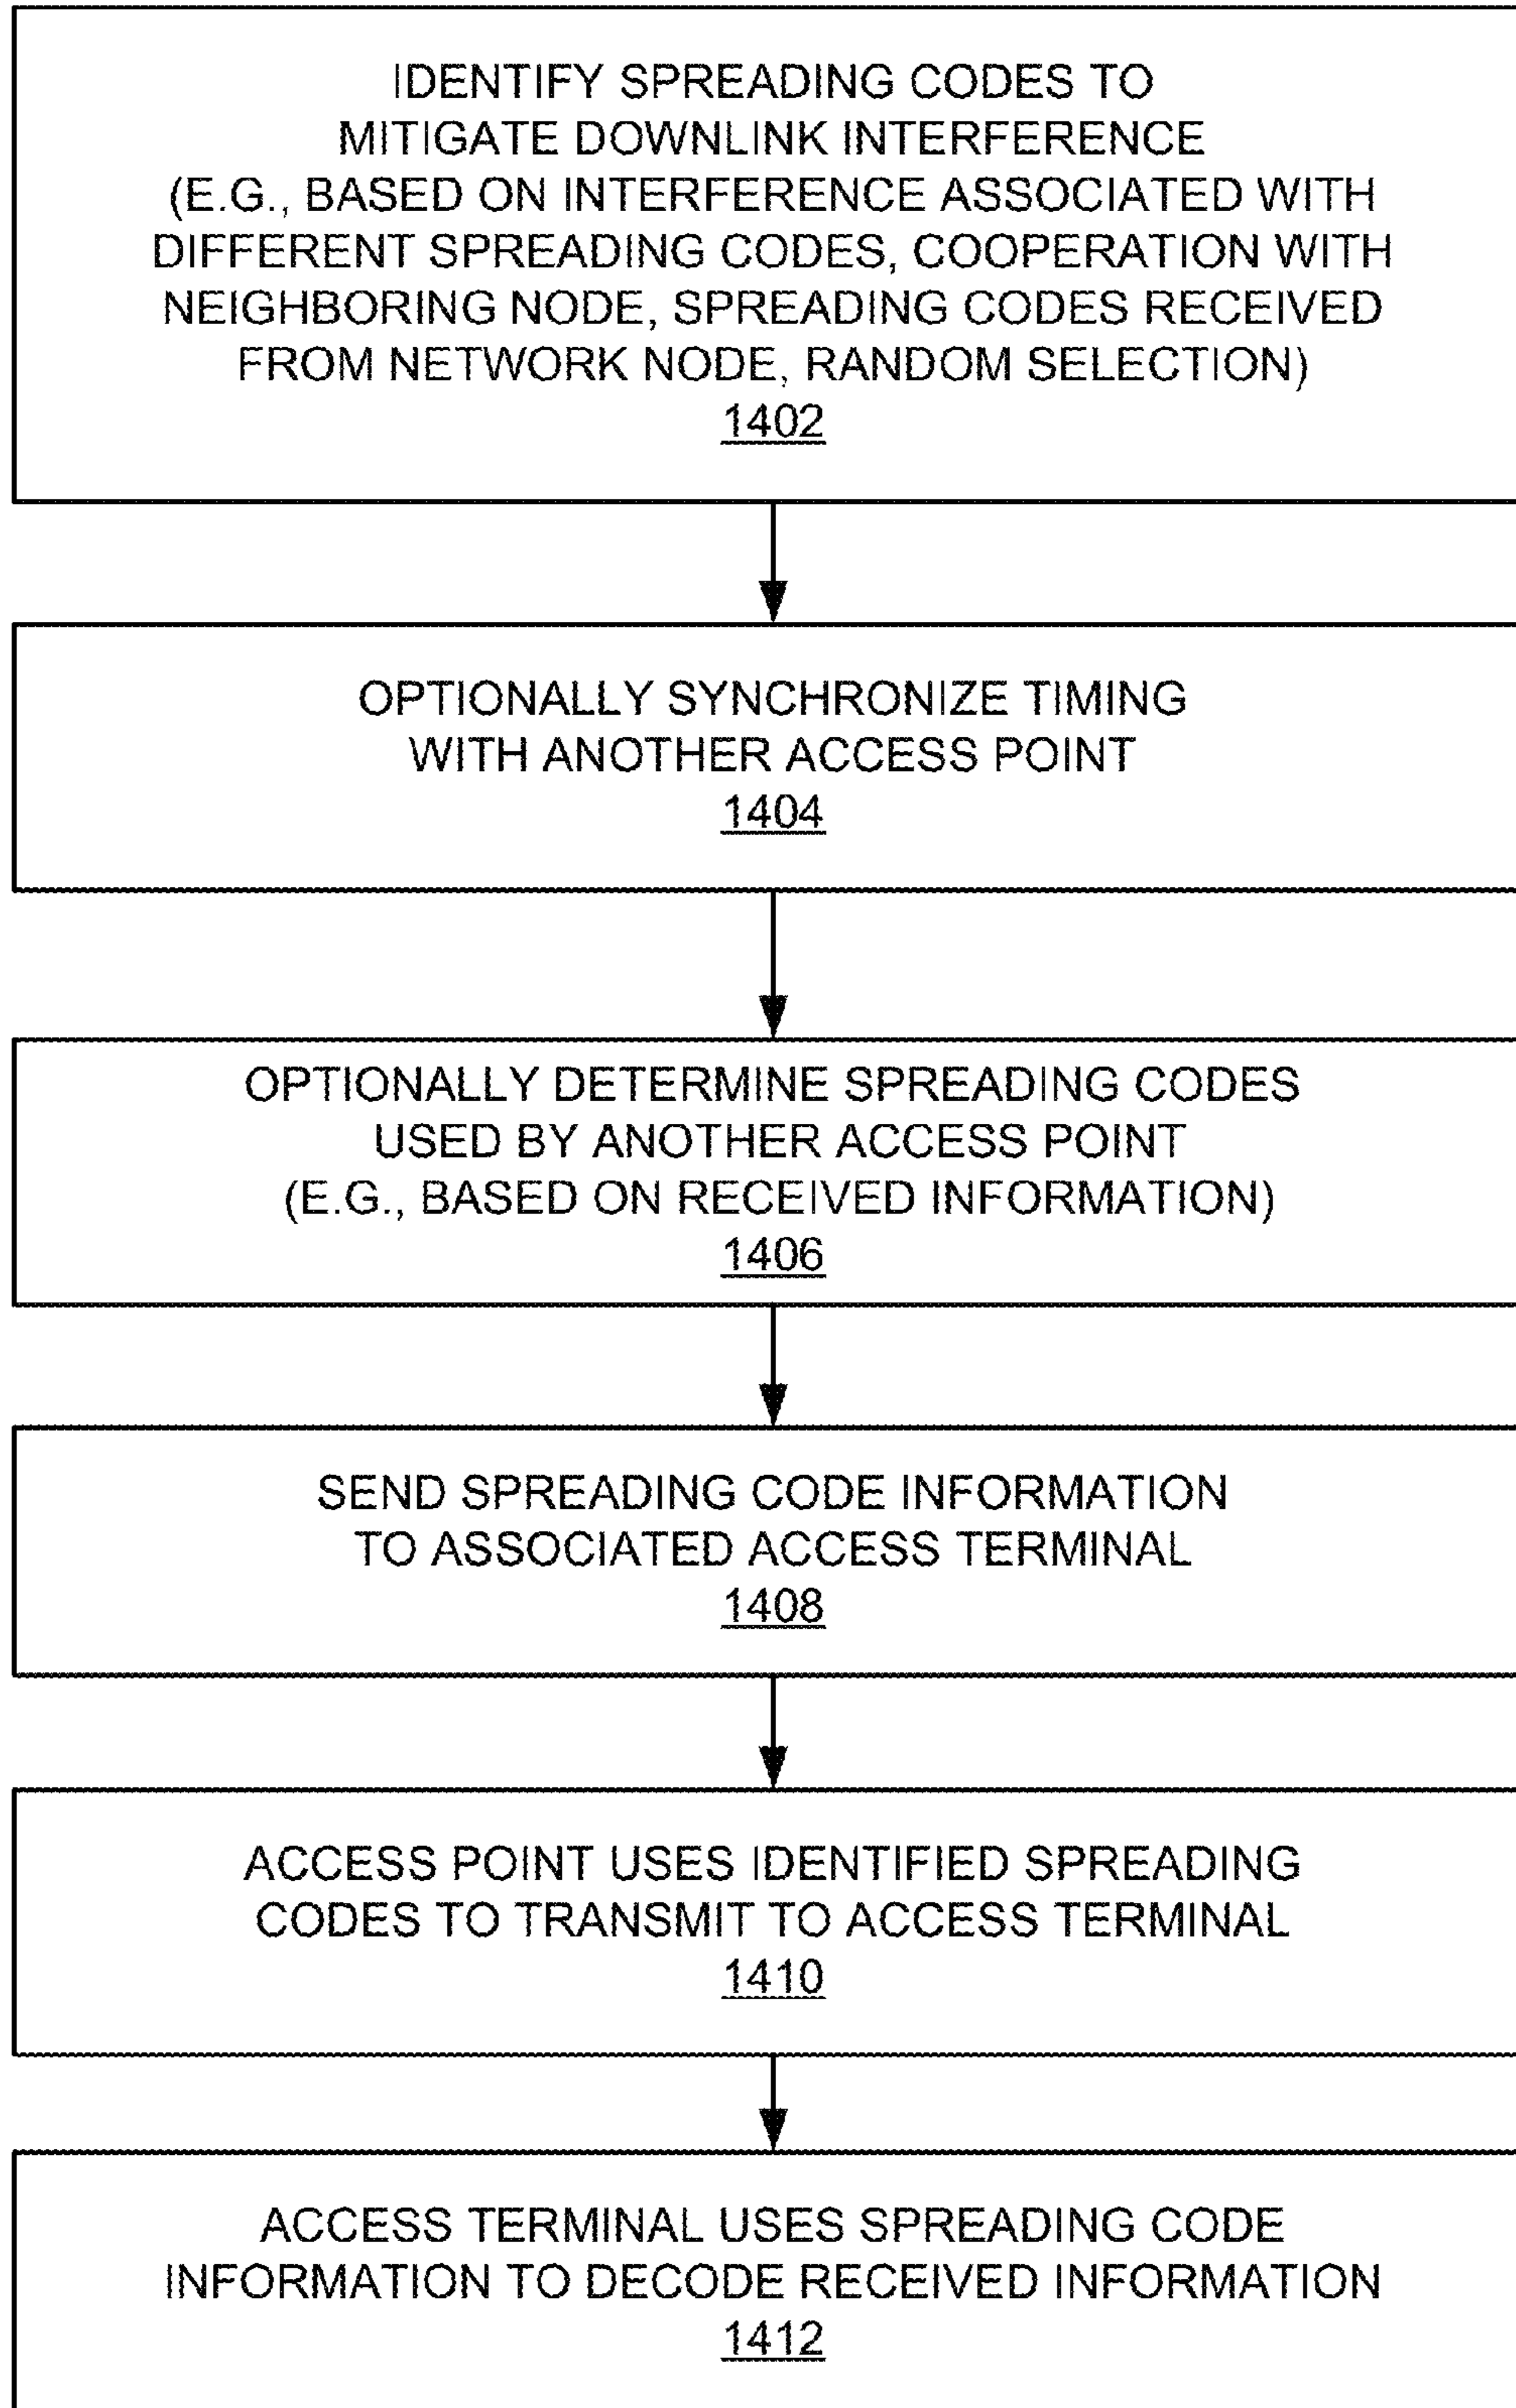 IDENTIFY SPREADING CODES TO
MITIGATE DOWNLINK INTERFERENCE
(E.G., BASED ON INTERFERENCE ASSOCIATED WITH
DIFFERENT SPREADING CODES, COOPERATION WITH
NEIGHBORING NODE, SPREADING CODES RECEIVED
FROM NETWORK NODE, RANDOM SELECTION)
1402
OPTIONALLY SYNCHRONIZE TIMING
WITH ANOTHER ACCESS POINT
1404
OPTIONALLY DETERMINE SPREADING CODES
USED BY ANOTHER ACCESS POINT
(E.G., BASED ON RECEIVED INFORMATION)
1406
SEND SPREADING CODE INFORMATION
TO ASSOCIATED ACCESS TERMINAL
1408
ACCESS POINT USES IDENTIFIED SPREADING
CODES TO TRANSMIT TO ACCESS TERMINAL
1410
ACCESS TERMINAL USES SPREADING CODE
INFORMATION TO DECODE RECEIVED INFORMATION
1412